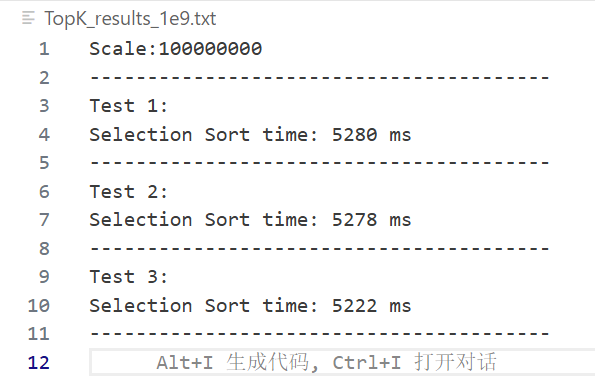 TopK_results_1e9.txt
1 Scale:100000000
2 ---------------------------------------
3 Test 1:
4 Selection Sort time: 5280 ms
5 ---------------------------------------
6 Test 2:
7 Selection Sort time: 5278 ms
8 ---------------------------------------
9 Test 3:
10 Selection Sort time: 5222 ms
11 ---------------------------------------
12 Alt+I 生成代码, Ctrl+I 打开对话